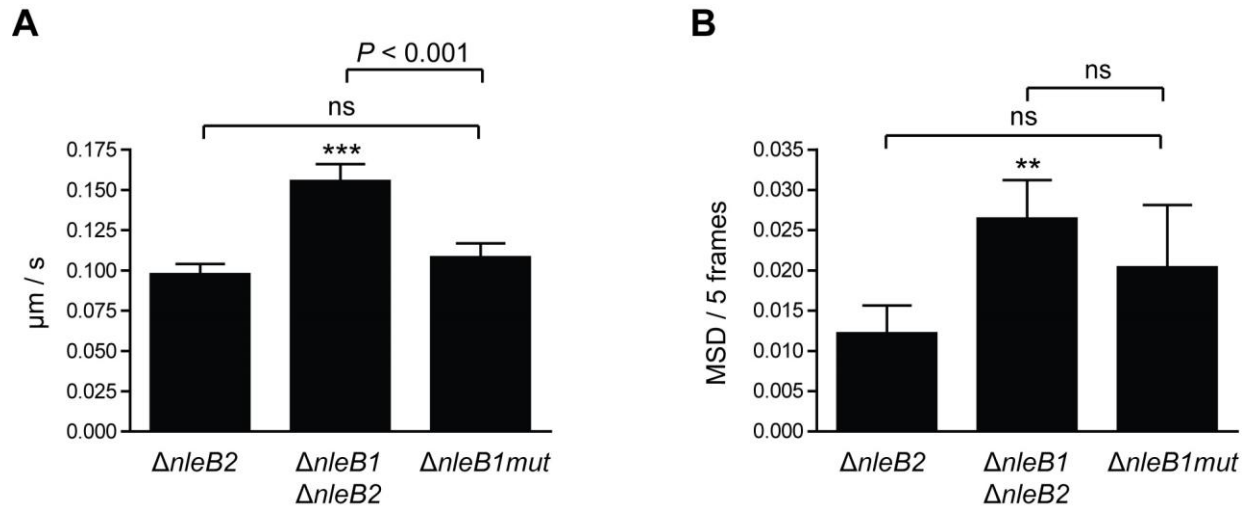 A
P < 0.001
ns
***
μm / s
0.175
0.150
0.125
0.100
0.075
0.050
0.025
0.000
ΔnleB2
ΔnleB1
ΔnleB2
ΔnleB1mut
B
ns
ns
**
MSD / 5 frames
0.035
0.030
0.025
0.020
0.015
0.010
0.005
0.000
ΔnleB2
ΔnleB1
ΔnleB2
ΔnleB1mut